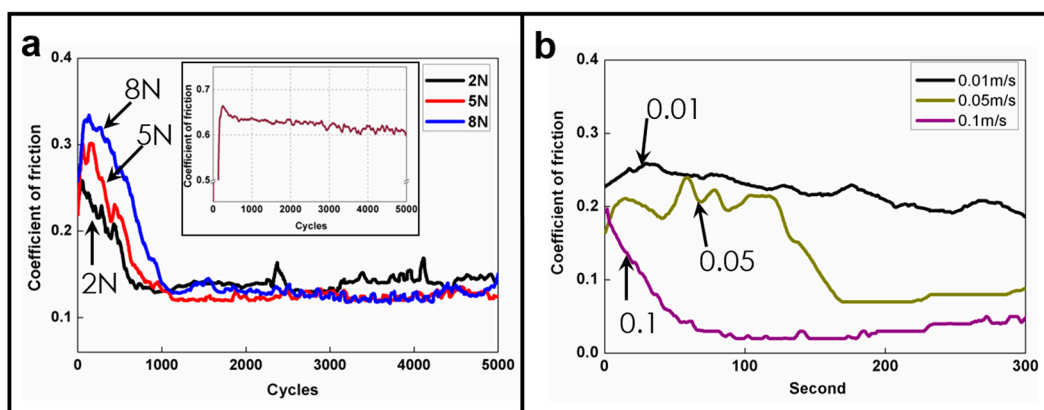 a
0.4
0.3
0.2
0.1
Coefficient of friction
0
1000
2000
3000
4000
5000
Cycles
8N
5N
2N
2N
5N
8N
0.7
0.6
0.5
Coefficient of friction
0
1000
2000
3000
4000
5000
Cycles
b
0.4
0.3
0.2
0.1
0.0
Coefficient of friction
0
100
200
300
Second
0.01
0.05
0.1
0.01m/s
0.05m/s
0.1m/s